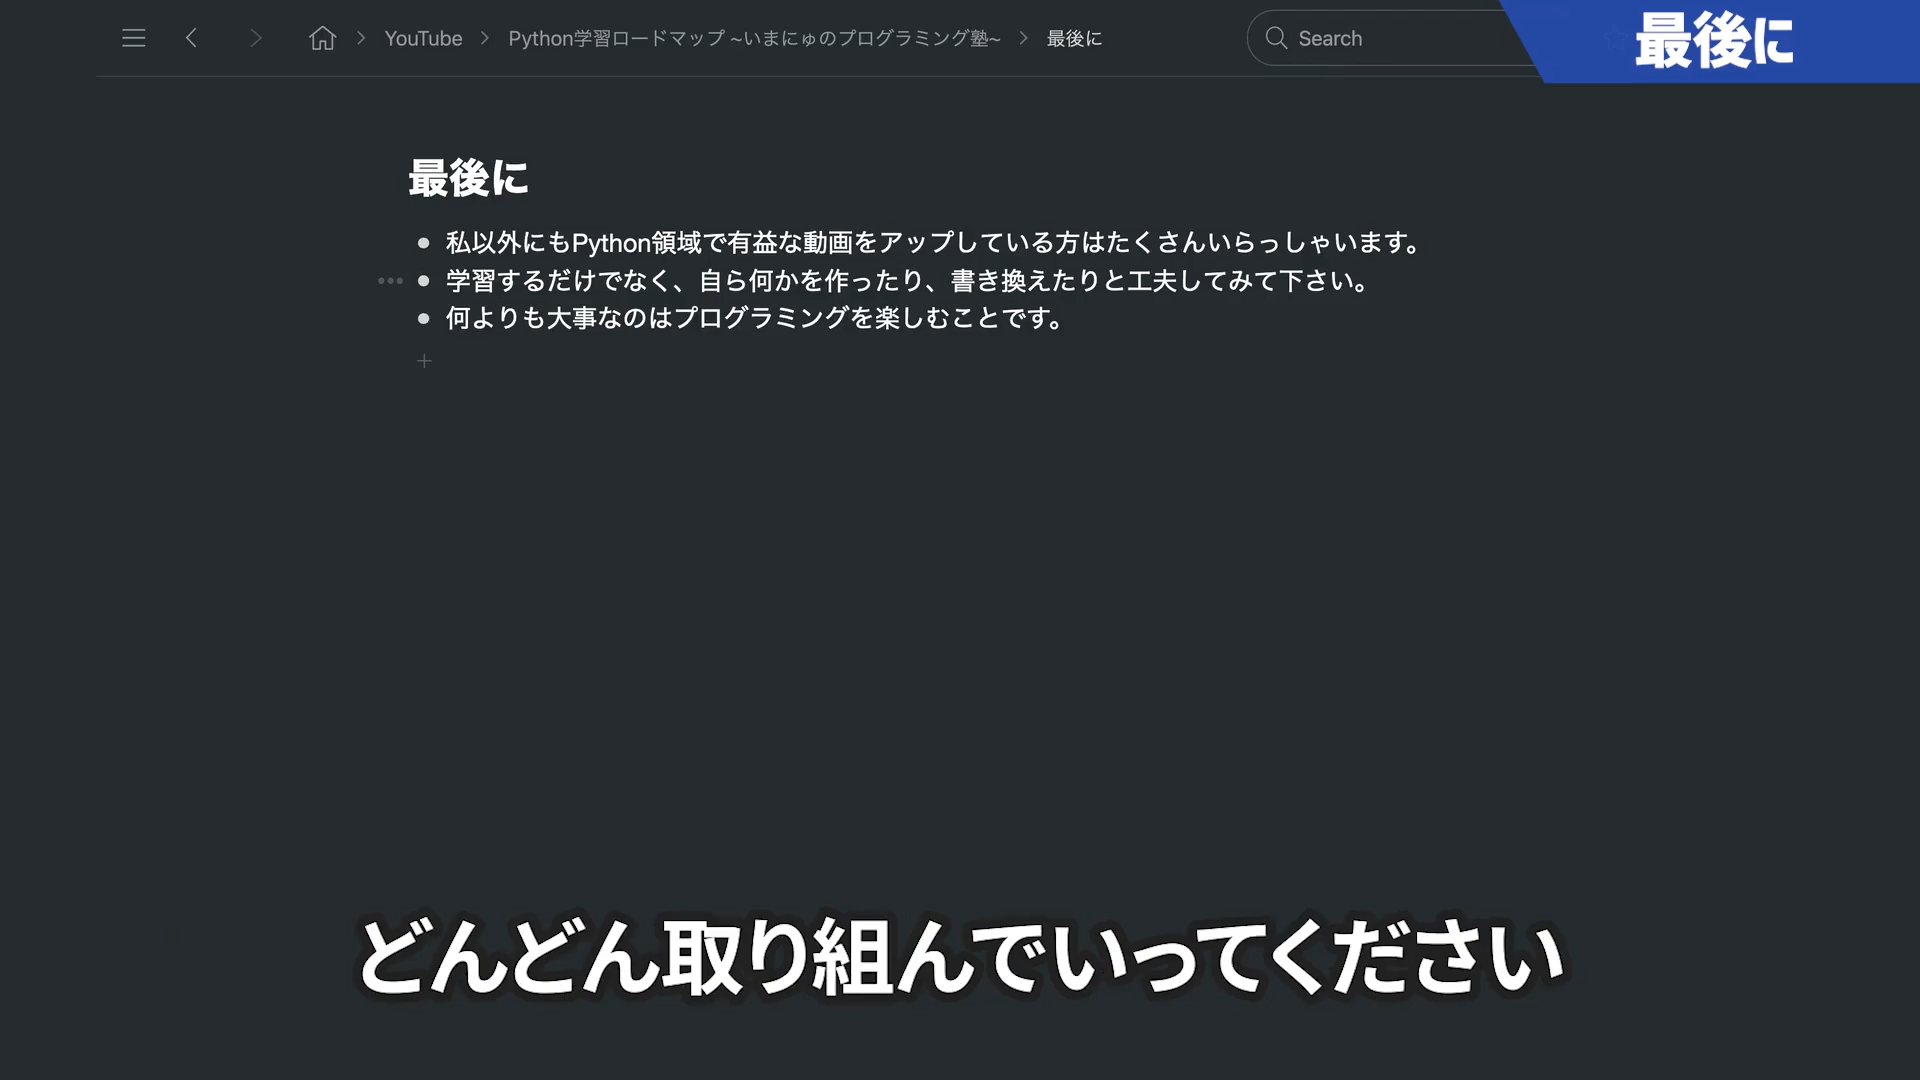 YouTube > Python学習ロードマップ ~いまにゅのプログラミング塾~ > 最後に
Search
最後に
最後に
私以外にもPython領域で有益な動画をアップしている方はたくさんいらっしゃいます。
学習するだけでなく、自ら何かを作ったり、書き換えたりと工夫してみて下さい。
何よりも大事なのはプログラミングを楽しむことです。
どんどん取り組んでいってください